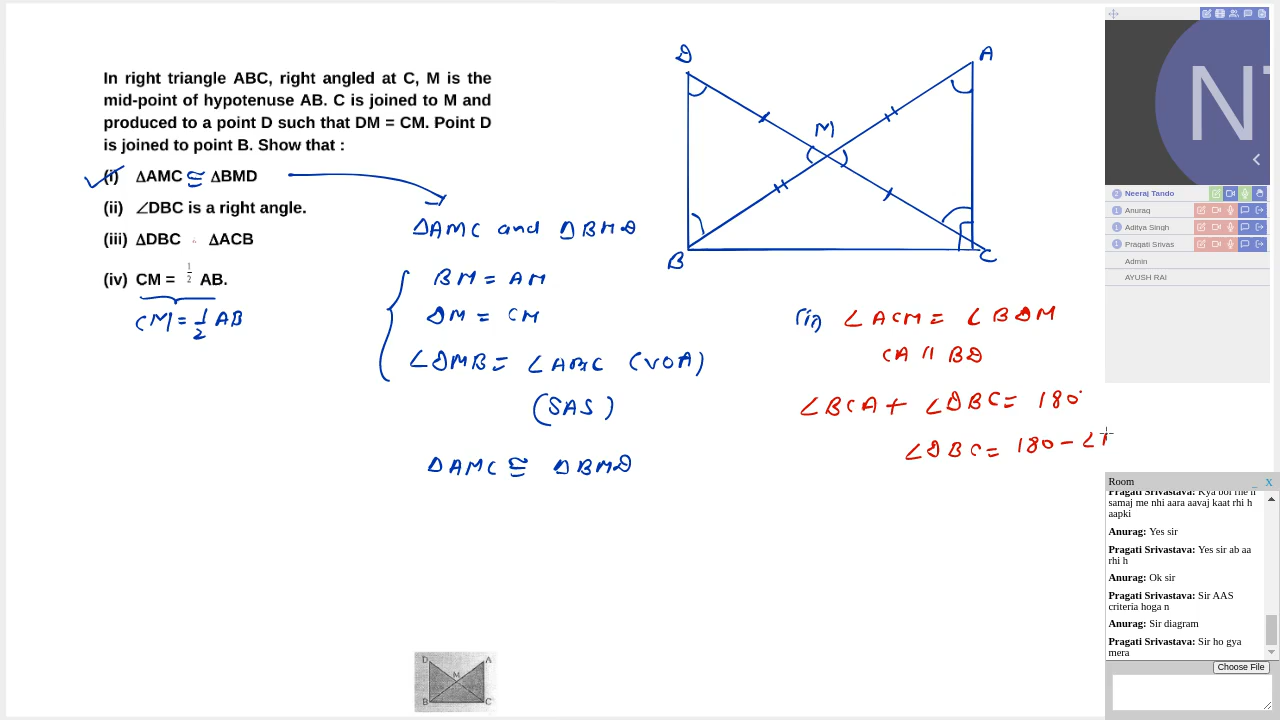 In right triangle ABC, right angled at C, M is the
mid-point of hypotenuse AB. C is joined to M and
produced to a point D such that DM = CM. Point D
is joined to point B. Show that :
(i) ΔAMC ≅ ΔBMD
(ii) ∠DBC is a right angle.
(iii) ΔDBC ΔACB
(iv) CM = 1/2 AB.
CM = 1/2 AB
ΔAMC and ΔBMD
BM = AM
DM = CM
∠DMB = ∠AMC (VOA)
(SAS)
ΔAMC ≅ ΔBMD
D
A
M
B
C
(ii) ∠ACM = ∠BDM
CA || BD
∠BCA + ∠DBC = 180°
∠DBC = 180 - ∠
D
A
M
B
C
N
Neeraj Tando
Anuraq
Aditya Singh
Pragati Srivas
Admin
AYUSH RAI
Room
_ X
Pragati Srivastava: Kya bol rhe h
samaj me nhi aara aavaj kaat rhi h
aapki
Anurag: Yes sir
Pragati Srivastava: Yes sir ab aa
rhi h
Anurag: Ok sir
Pragati Srivastava: Sir AAS
criteria hoga n
Anurag: Sir diagram
Pragati Srivastava: Sir ho gya
mera
Choose File